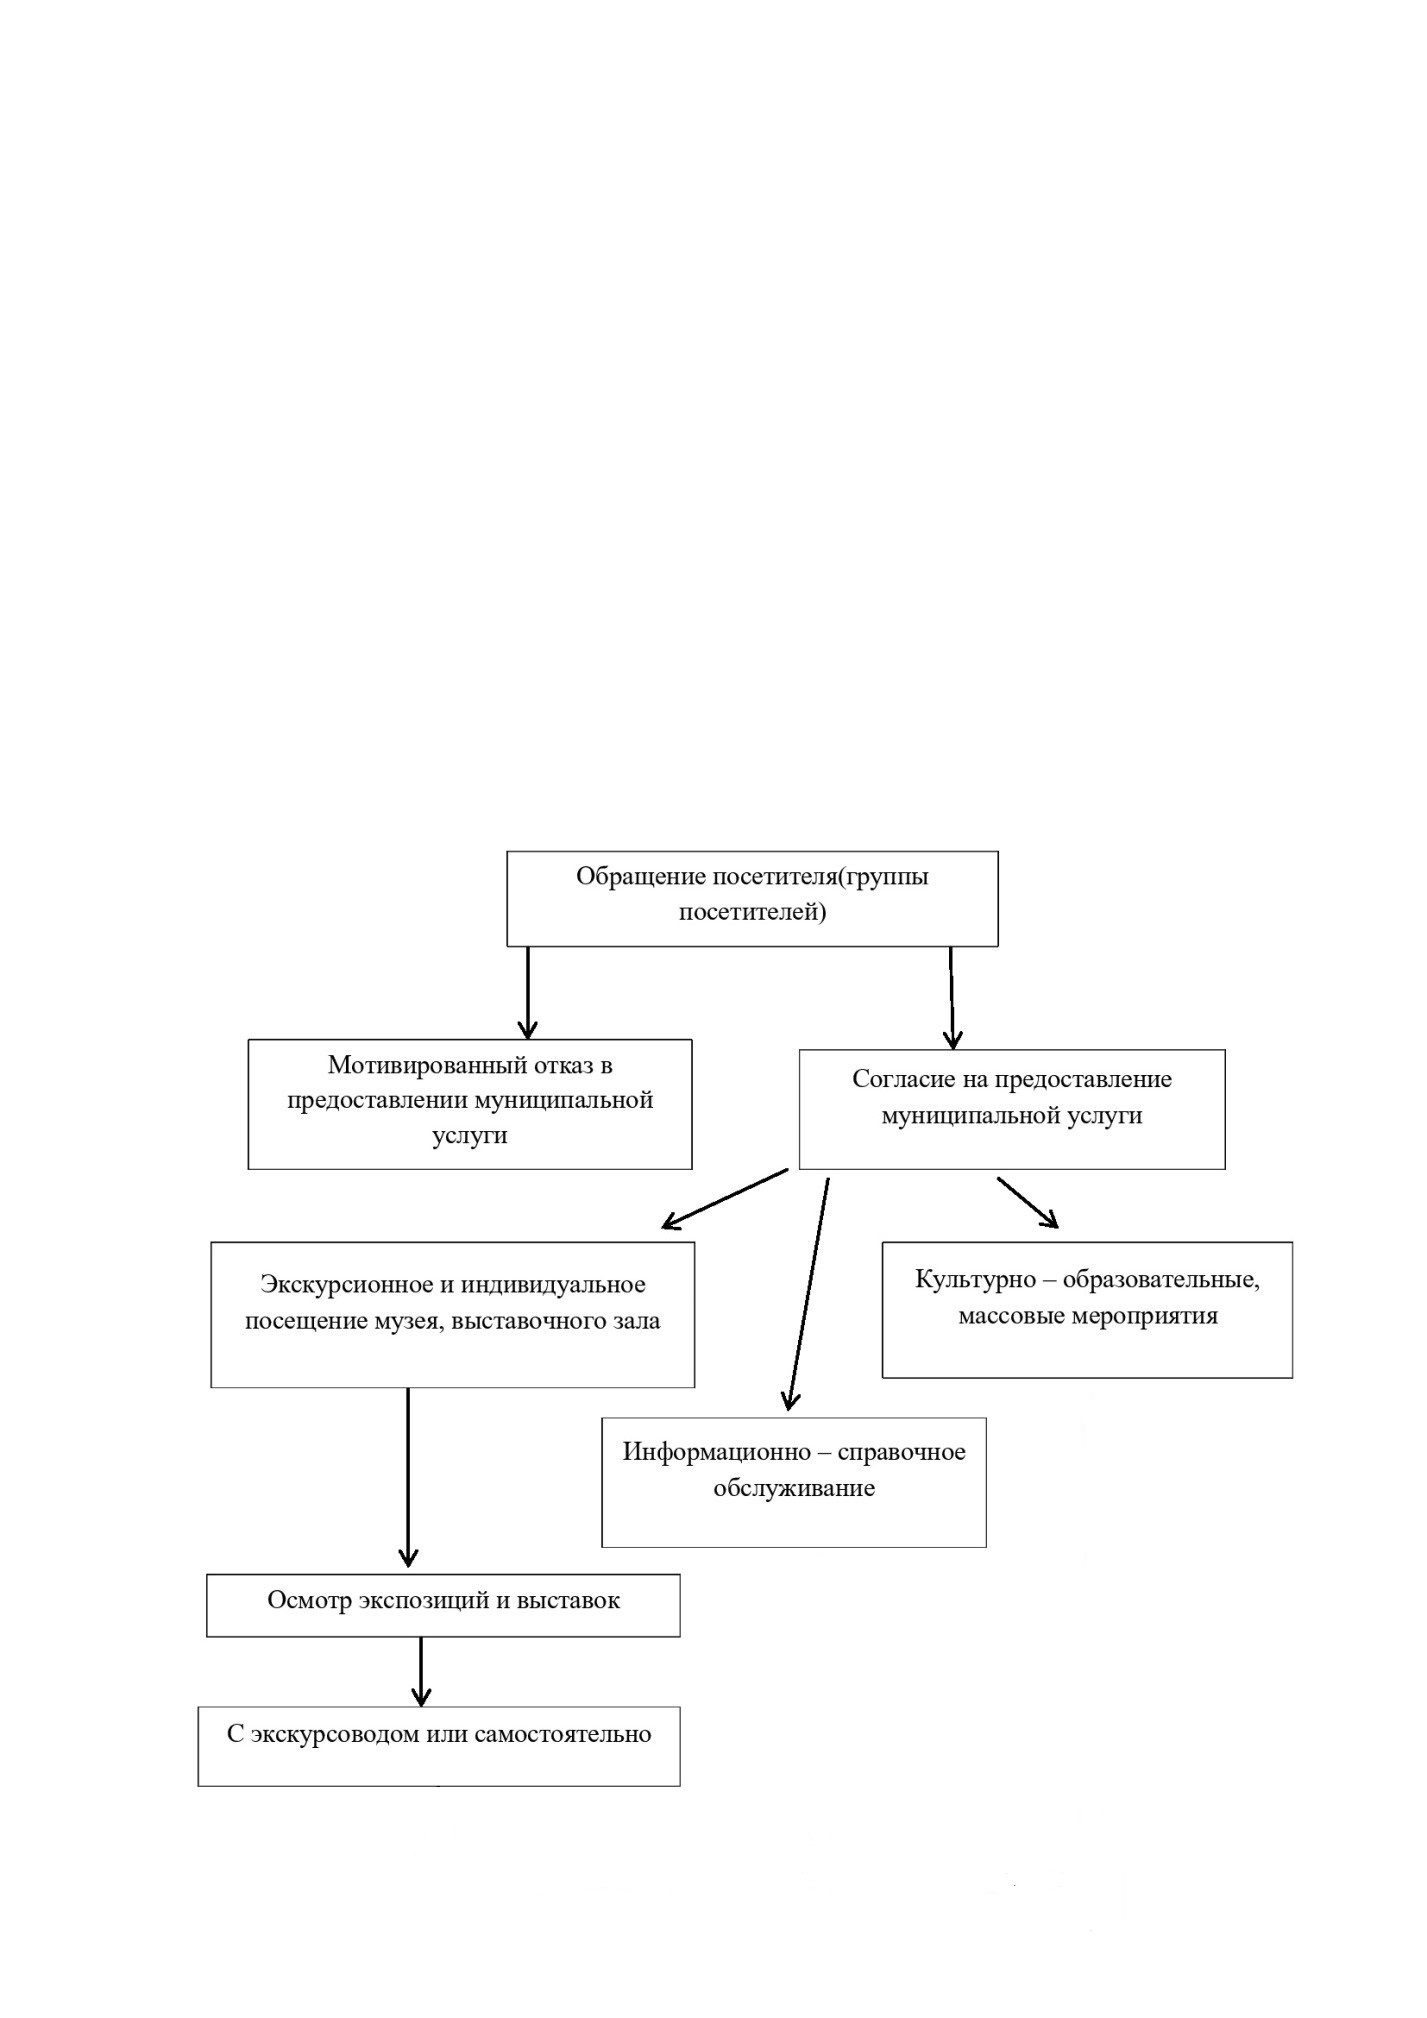 Обращение посетителя(группы
посетителей)
Мотивированный отказ в
предоставлении муниципальной
услуги
Согласие на предоставление
муниципальной услуги
Экскурсионное и индивидуальное
посещение музея, выставочного зала
Культурно – образовательные,
массовые мероприятия
Информационно – справочное
обслуживание
Осмотр экспозиций и выставок
С экскурсоводом или самостоятельно